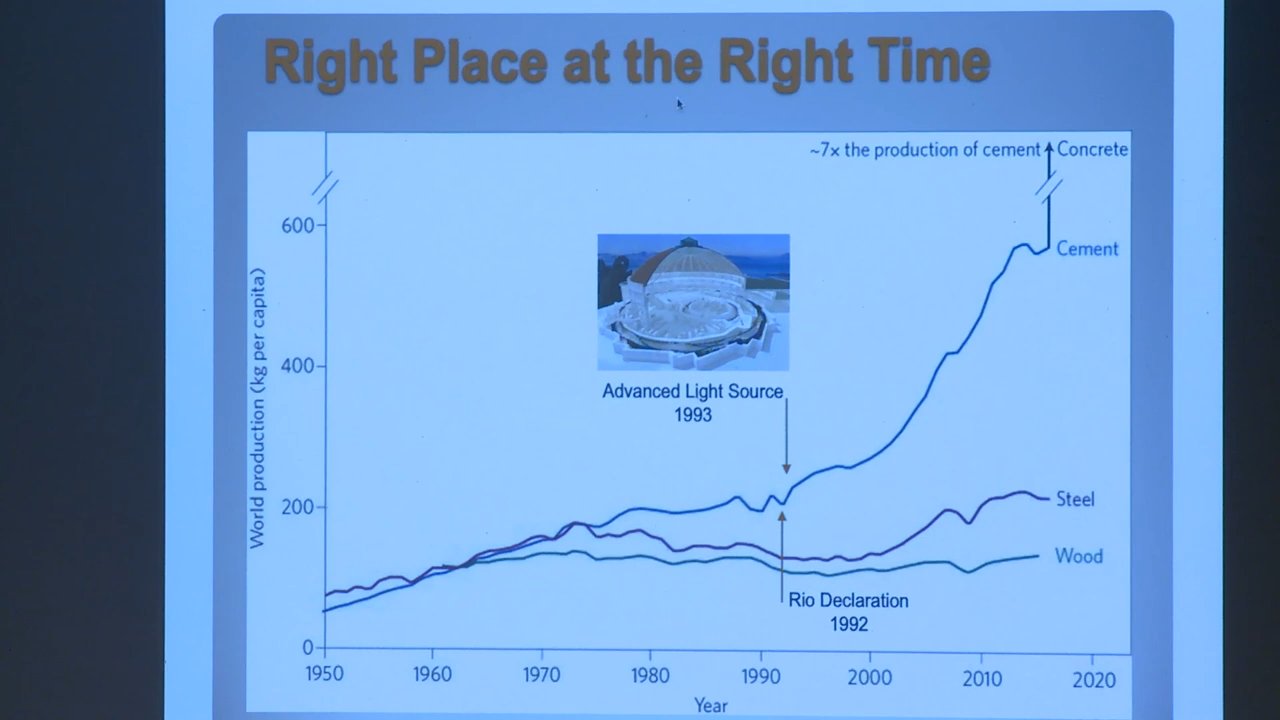 Right Place at the Right Time
~7x the production of cement Concrete
600
Cement
Advanced Light Source
1993
400
World production (kg per capita)
200
Steel
Wood
Rio Declaration
1992
0
1950 1960 1970 1980 1990 2000 2010 2020
Year